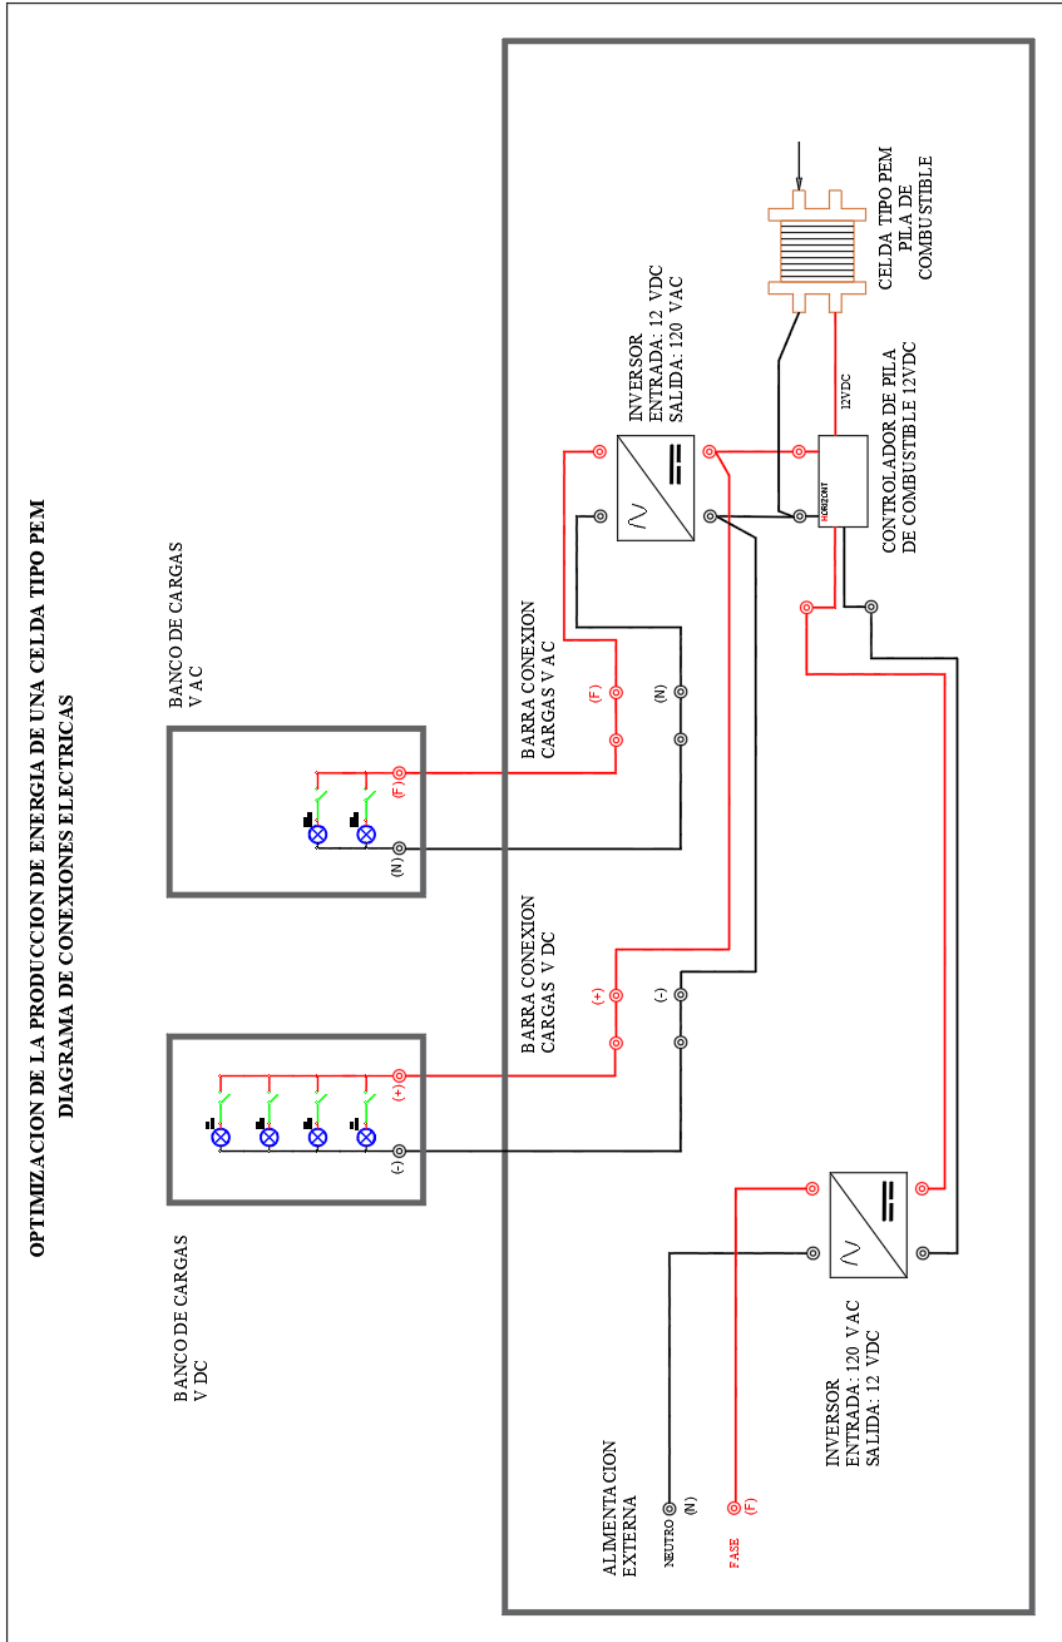 OPTIMIZACION DE LA PRODUCCION DE ENERGIA DE UNA CELDA TIPO PEM
DIAGRAMA DE CONEXIONES ELECTRICAS
BANCO DE CARGAS
V DC
BANCO DE CARGAS
V AC
(-)
(+)
(N)
(F)
BARRA CONEXION
CARGAS V DC
(+)
(-)
BARRA CONEXION
CARGAS V AC
(F)
(N)
INVERSOR
ENTRADA: 12 VDC
SALIDA: 120 VAC
ALIMENTACION
EXTERNA
NEUTRO
(N)
FASE
(F)
INVERSOR
ENTRADA: 120 VAC
SALIDA: 12 VDC
HORIZONT
12VDC
CONTROLADOR DE PILA
DE COMBUSTIBLE 12VDC
CELDA TIPO PEM
PILA DE
COMBUSTIBLE